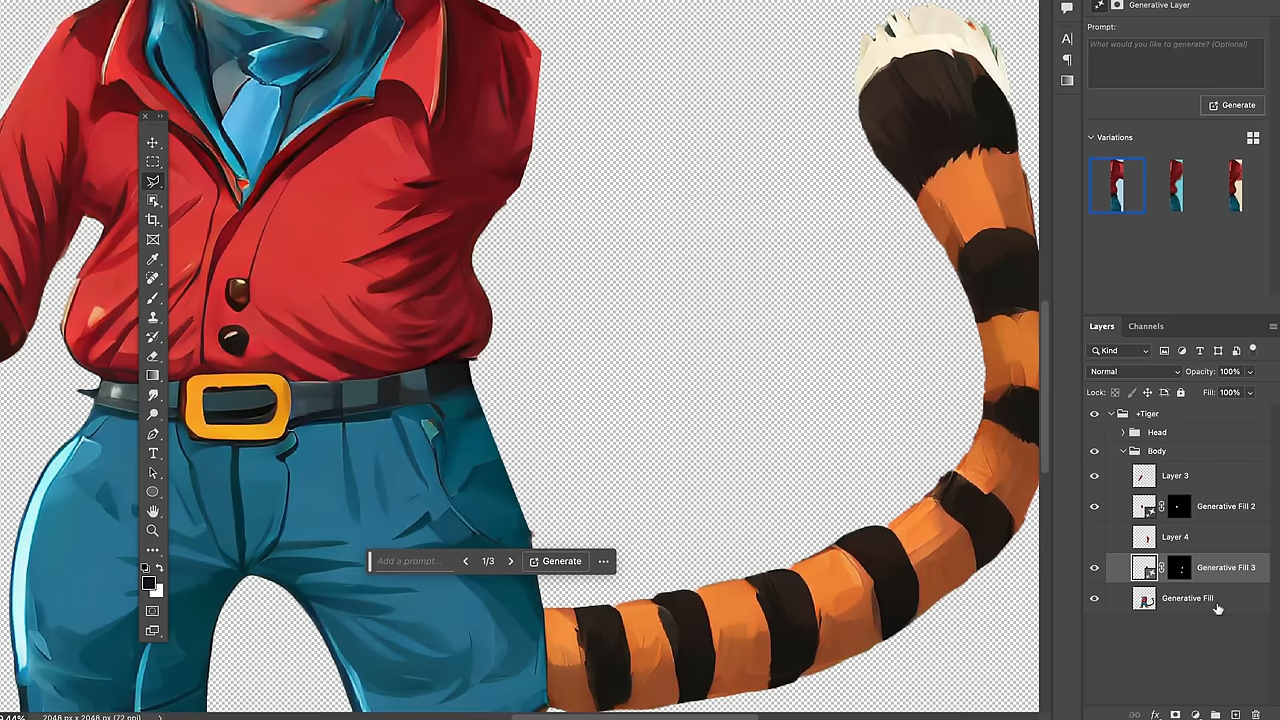 Generative Layer
Prompt:
What would you like to generate? (Optional)
Generate
Variations
Layers
Channels
Kind
Normal
Opacity: 100%
Lock:
Fill: 100%
+Tiger
Head
Body
Layer 3
Generative Fill 2
Layer 4
Generative Fill 3
Generative Fill
Add a prompt...
1/3
Generate
2048 px x 2048 px (72 ppi)